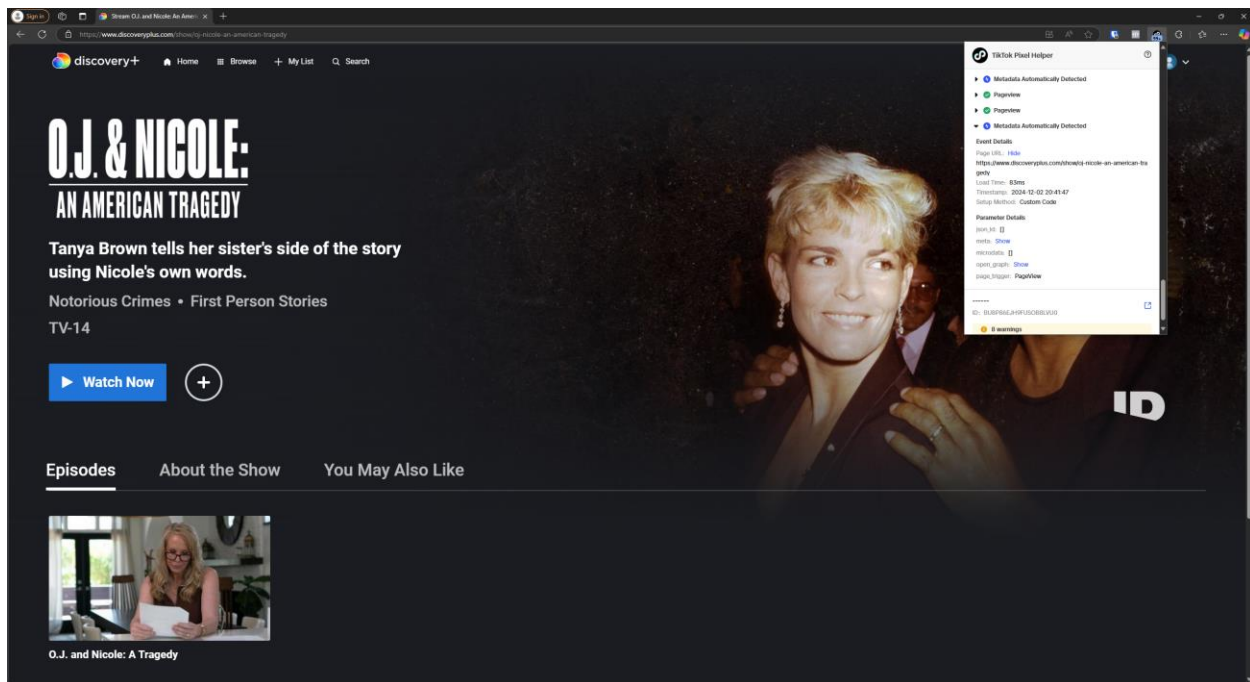 Sign in
Stream O.J. and Nicole: An Ameri
https://www.discoveryplus.com/show/oj-nicole-an-american-tragedy
discovery+
Home
Browse
My List
Search
O.J. & NICOLE:
AN AMERICAN TRAGEDY
Tanya Brown tells her sister's side of the story
using Nicole's own words.
Notorious Crimes • First Person Stories
TV-14
Watch Now
ID
TikTok Pixel Helper
Metadata Automatically Detected
Pageview
Pageview
Metadata Automatically Detected
Event Details
Page URL: Hide
https://www.discoveryplus.com/show/oj-nicole-an-american-tra
gedy
Load Time: 83ms
Timestamp: 2024-12-02 20:41:47
Setup Method: Custom Code
Parameter Details
json_ld: []
meta: Show
microdata: []
open_graph: Show
page_trigger: PageView
------
ID:
8 warnings
Episodes
About the Show
You May Also Like
O.J. and Nicole: A Tragedy